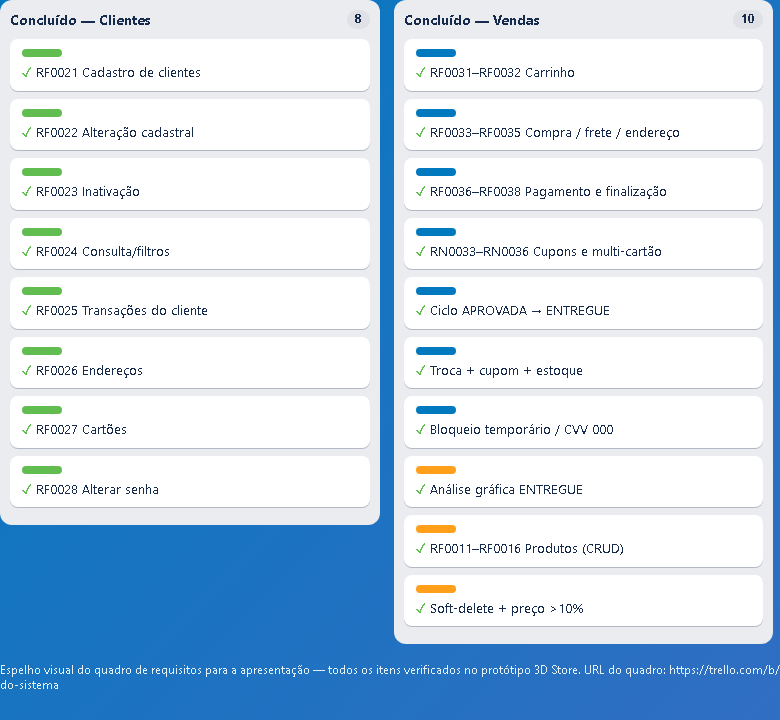 Concluído — Clientes
8
✓ RF0021 Cadastro de clientes
✓ RF0022 Alteração cadastral
✓ RF0023 Inativação
✓ RF0024 Consulta/filtros
✓ RF0025 Transações do cliente
✓ RF0026 Endereços
✓ RF0027 Cartões
✓ RF0028 Alterar senha
Concluído — Vendas
10
✓ RF0031–RF0032 Carrinho
✓ RF0033–RF0035 Compra / frete / endereço
✓ RF0036–RF0038 Pagamento e finalização
✓ RN0033–RN0036 Cupons e multi-cartão
✓ Ciclo APROVADA → ENTREGUE
✓ Troca + cupom + estoque
✓ Bloqueio temporário / CVV 000
✓ Análise gráfica ENTREGUE
✓ RF0011–RF0016 Produtos (CRUD)
✓ Soft-delete + preço >10%
Espelho visual do quadro de requisitos para a apresentação — todos os itens verificados no protótipo 3D Store. URL do quadro: https://trello.com/b/
do-sistema